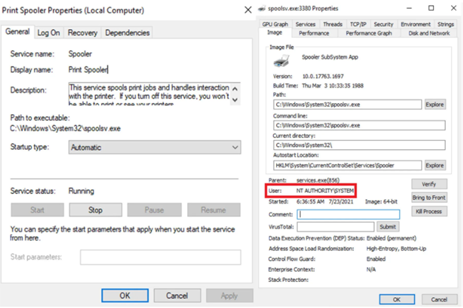 Print Spooler Properties (Local Computer)
General Log On Recovery Dependencies
Service name: Spooler
Display name: Print Spooler
Description: This service spools print jobs and handles interaction
with the printer. If you turn off this service, you won't
be able to print or see your printers.
Path to executable:
C:\Windows\System32\spoolsv.exe
Startup type: Automatic
Service status: Running
Start Stop Pause Resume
You can specify the start parameters that apply when you start the service
from here.
Start parameters:
OK Cancel Apply
spoolsv.exe:3380 Properties
GPU Graph Services Threads TCP/IP Security Environment Strings
Image Performance Performance Graph Disk and Network
Image File
Spooler SubSystem App
Version: 10.0.17763.1697
Build Time: Thu Mar 3 10:33:35 1988
Path:
C:\Windows\System32\spoolsv.exe Explore
Command line:
C:\Windows\System32\spoolsv.exe
Current directory:
C:\Windows\System32\
Autostart Location:
HKLM\System\CurrentControlSet\Services\Spooler Explore
Parent: services.exe(856)
User: NT AUTHORITY\SYSTEM
Started: 6:36:55 AM 7/23/2021 Image: 64-bit
Comment:
VirusTotal: Submit
Verify
Bring to Front
Kill Process
Data Execution Prevention (DEP) Status: Enabled (permanent)
Address Space Load Randomization: High-Entropy, Bottom-Up
Control Flow Guard: Enabled
Enterprise Context: N/A
Stack Protection:
OK Cancel